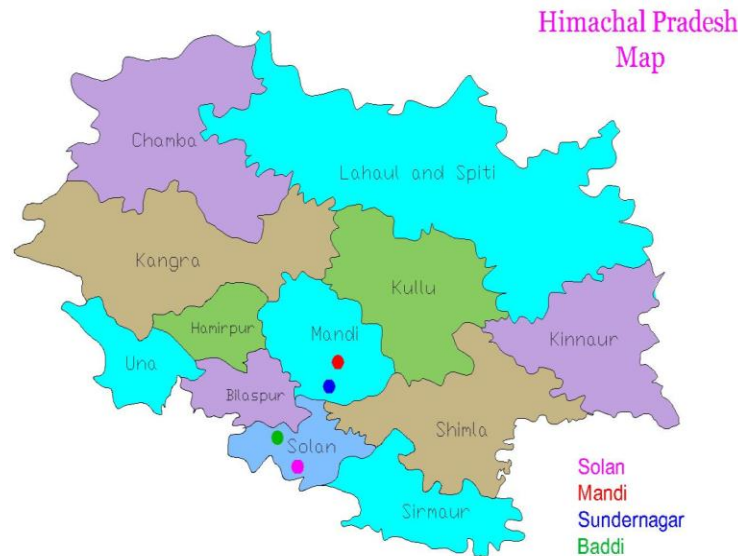 Himachal Pradesh
Map
Chamba
Lahaul and Spiti
Kangra
Kullu
Hamirpur
Mandi
Kinnaur
Una
Bilaspur
Shimla
Solan
Sirmaur
Solan
Mandi
Sundernagar
Baddi